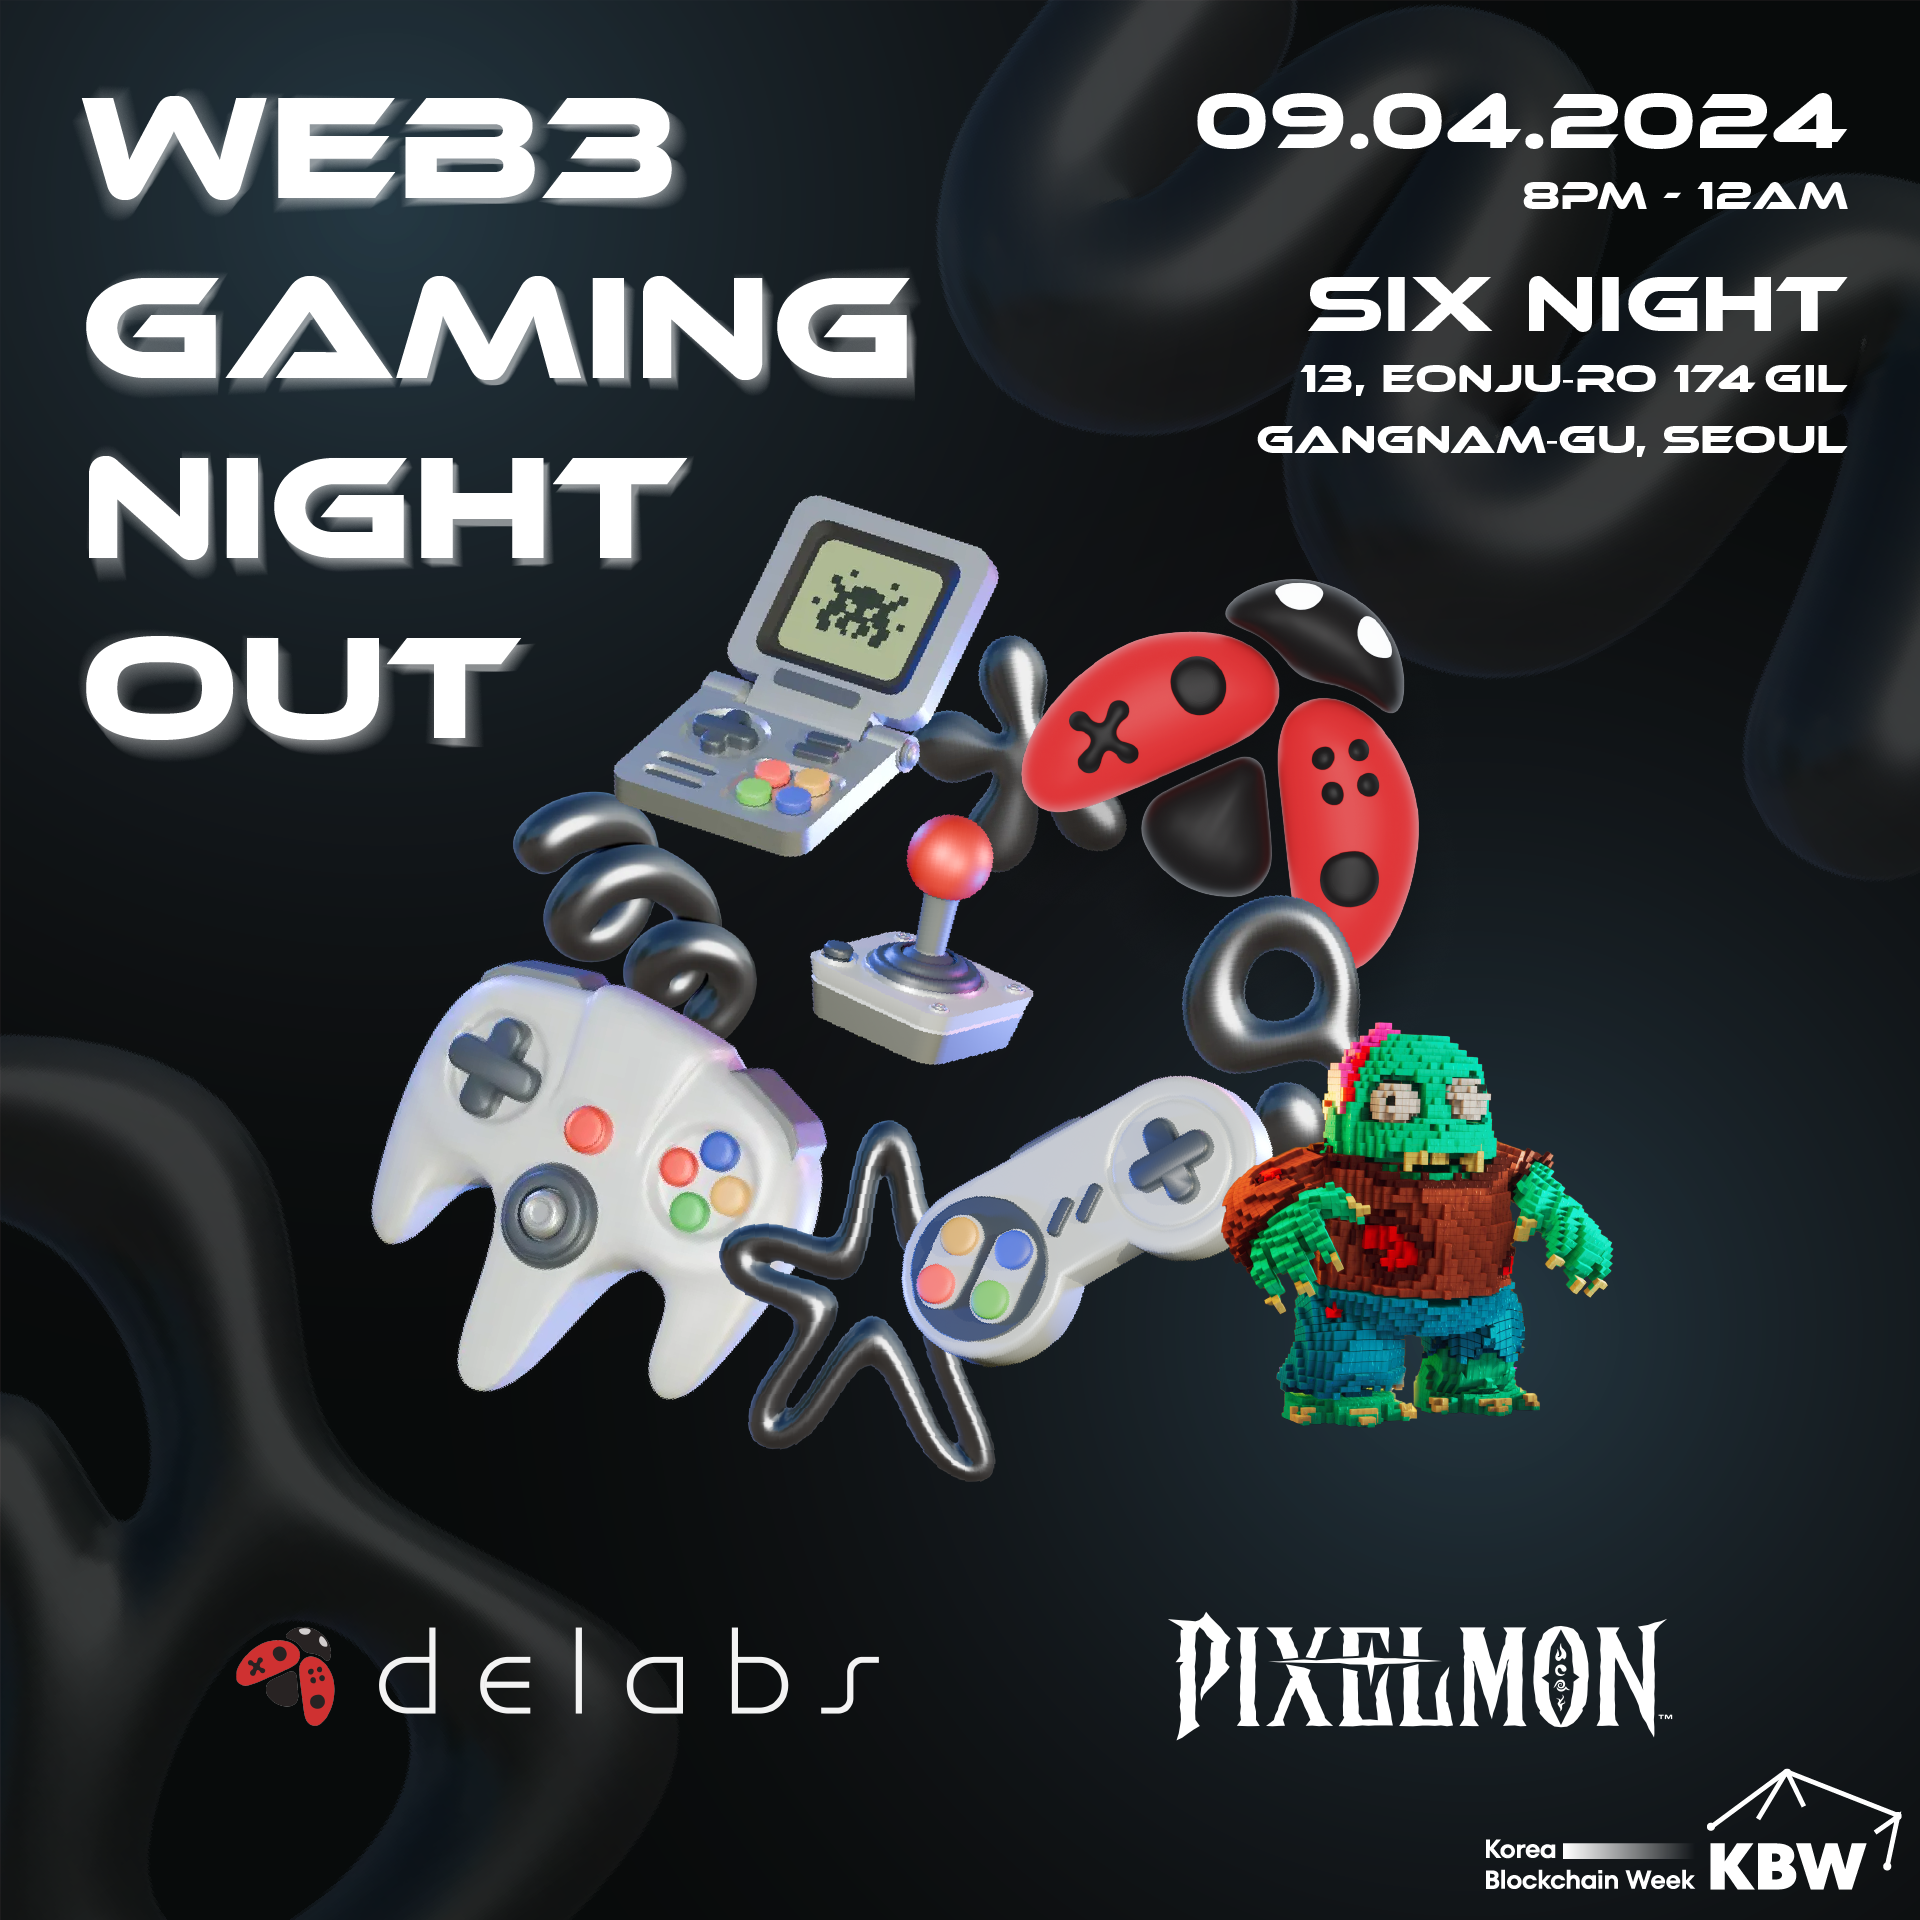 WEB3
GAMING
NIGHT
OUT
09.04.2024
8PM - 12AM
SIX NIGHT
13, EONJU-RO 174 GIL
GANGNAM-GU, SEOUL
delabs
PIXELMON™
Korea
Blockchain Week
KBW